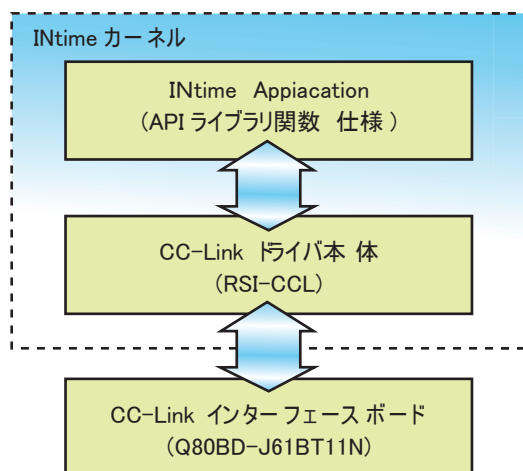 INtime カーネル
INtime Appiacation
(API ライブラリ関数 仕様)
CC-Link ドライバ本体
(RSI-CCL)
CC-Link インターフェースボード
(Q80BD-J61BT11N)